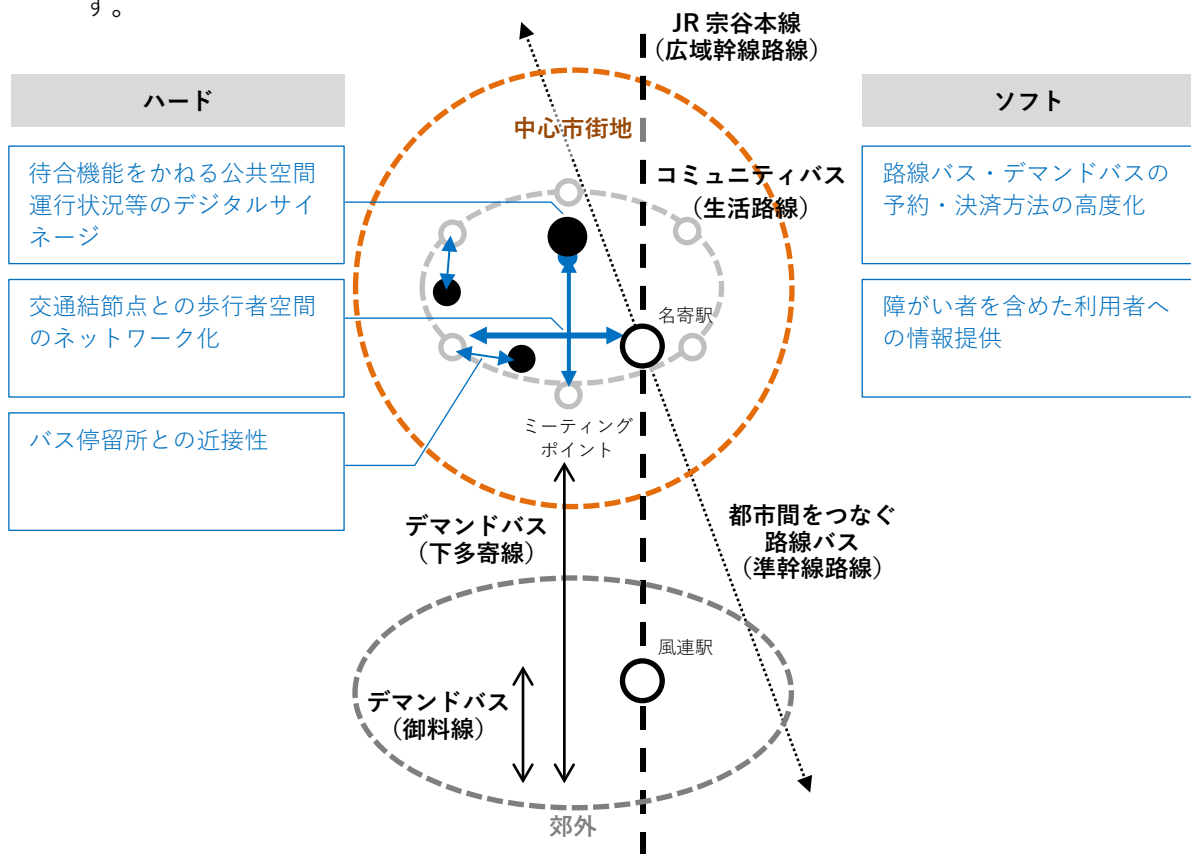 す。
JR 宗谷本線
（広域幹線路線）
ハード
待合機能をかねる公共空間
運行状況等のデジタルサイ
ネージ
交通結節点との歩行者空間
のネットワーク化
バス停留所との近接性
中心市街地
コミュニティバス
（生活路線）
名寄駅
ミーティング
ポイント
ソフト
路線バス・デマンドバスの
予約・決済方法の高度化
障がい者を含めた利用者へ
の情報提供
デマンドバス
（下多寄線）
都市間をつなぐ
路線バス
（準幹線路線）
風連駅
デマンドバス
（御料線）
郊外